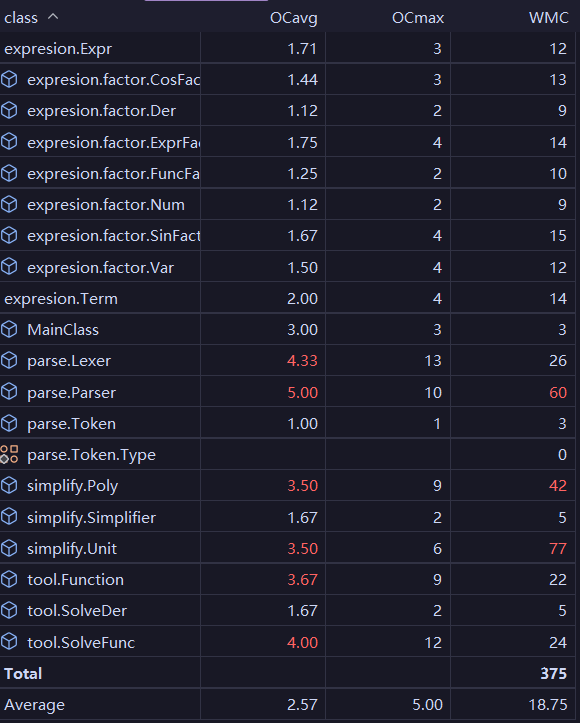 class OCavg OCmax WMC
expresion.Expr 1.71 3 12
expresion.factor.CosFac 1.44 3 13
expresion.factor.Der 1.12 2 9
expresion.factor.ExprFa 1.75 4 14
expresion.factor.FuncFa 1.25 2 10
expresion.factor.Num 1.12 2 9
expresion.factor.SinFact 1.67 4 15
expresion.factor.Var 1.50 4 12
expresion.Term 2.00 4 14
MainClass 3.00 3 3
parse.Lexer 4.33 13 26
parse.Parser 5.00 10 60
parse.Token 1.00 1 3
parse.Token.Type 0
simplify.Poly 3.50 9 42
simplify.Simplifier 1.67 2 5
simplify.Unit 3.50 6 77
tool.Function 3.67 9 22
tool.SolveDer 1.67 2 5
tool.SolveFunc 4.00 12 24
Total 375
Average 2.57 5.00 18.75